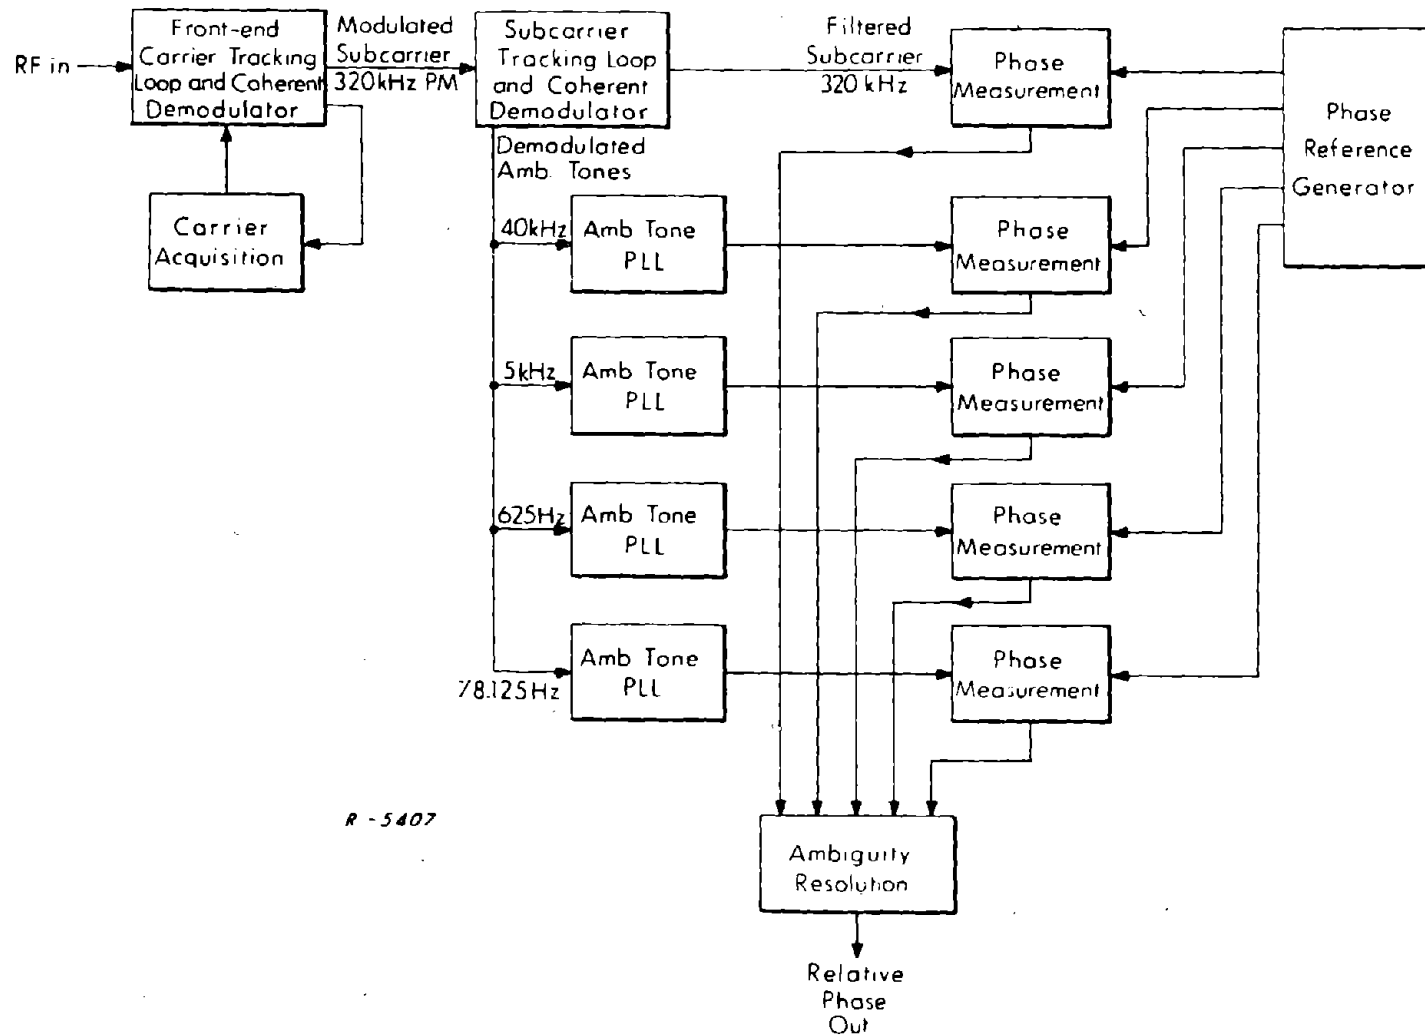 RF in
Front-end
Carrier Tracking
Loop and Coherent
Demodulator
Modulated
Subcarrier
320kHz PM
Subcarrier
Tracking Loop
and Coherent
Demodulator
Filtered
Subcarrier
320 kHz
Phase
Measurement
Phase
Reference
Generator
Carrier
Acquisition
Demodulated
Amb. Tones
40kHz
Amb Tone
PLL
Phase
Measurement
5kHz
Amb Tone
PLL
Phase
Measurement
625Hz
Amb Tone
PLL
Phase
Measurement
78.125Hz
Amb Tone
PLL
Phase
Measurement
R-5407
Ambiguity
Resolution
Relative
Phase
Out